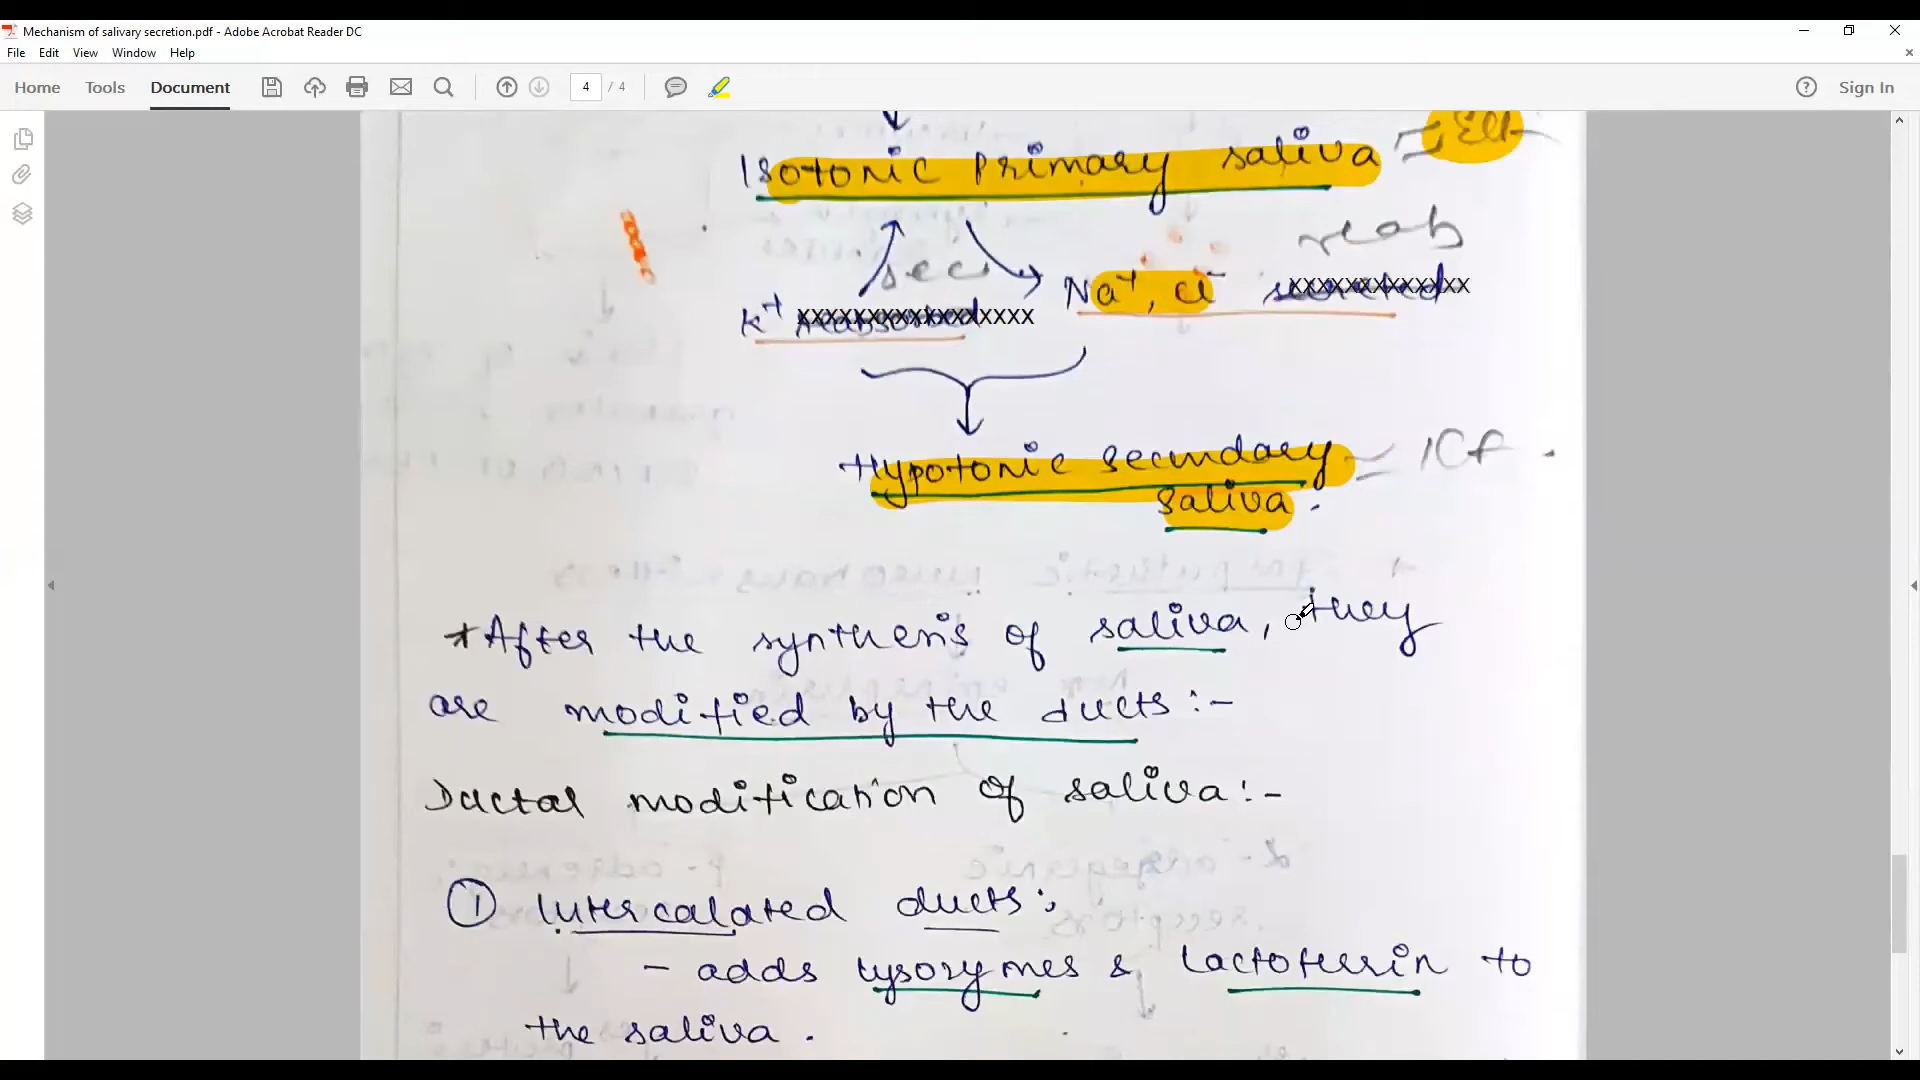 Mechanism of salivary secretion.pdf - Adobe Acrobat Reader DC
File Edit View Window Help
Home Tools Document 4 / 4 Sign In
Isotonic primary saliva =
reab
sec
Na+, Cl- secreted xxxxxxxxxxxxx
K+ reabsorbed xxxxxxxxxxxxxxxxx
Hypotonic secondary = ICF.
saliva.
*After the synthesis of saliva, they
are modified by the ducts:-
Ductal modification of saliva:-
① Intercalated ducts:
- adds lysozymes & lactoferrin to
the saliva.